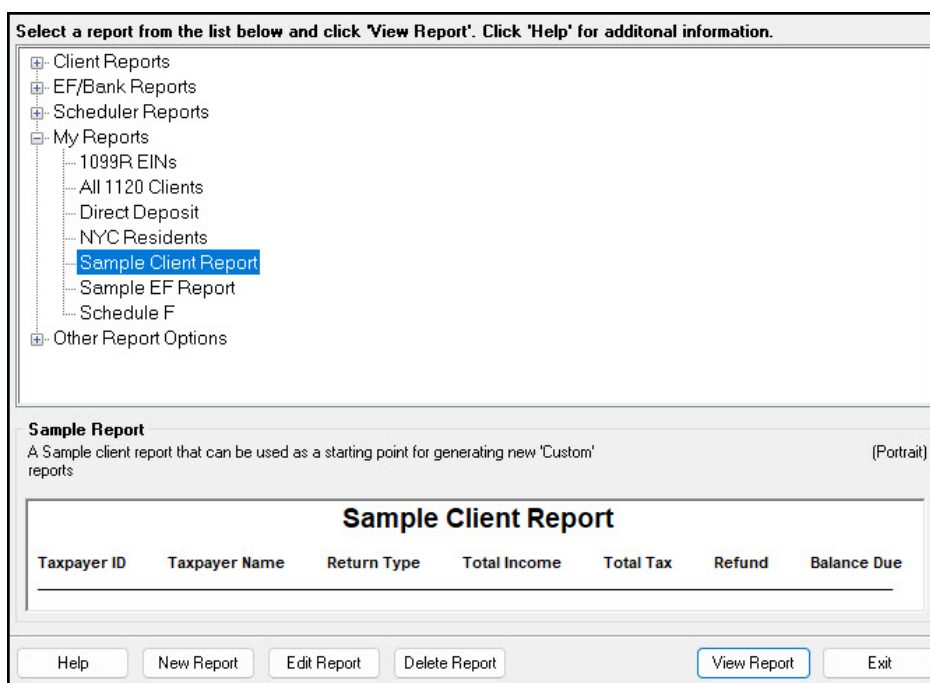 Select a report from the list below and click 'View Report'. Click 'Help' for additonal information.
Client Reports
EF/Bank Reports
Scheduler Reports
My Reports
1099R EINs
All 1120 Clients
Direct Deposit
NYC Residents
Sample Client Report
Sample EF Report
Schedule F
Other Report Options
Sample Report
A Sample client report that can be used as a starting point for generating new 'Custom' (Portrait)
reports
Sample Client Report
Taxpayer ID Taxpayer Name Return Type Total Income Total Tax Refund Balance Due
Help New Report Edit Report Delete Report View Report Exit